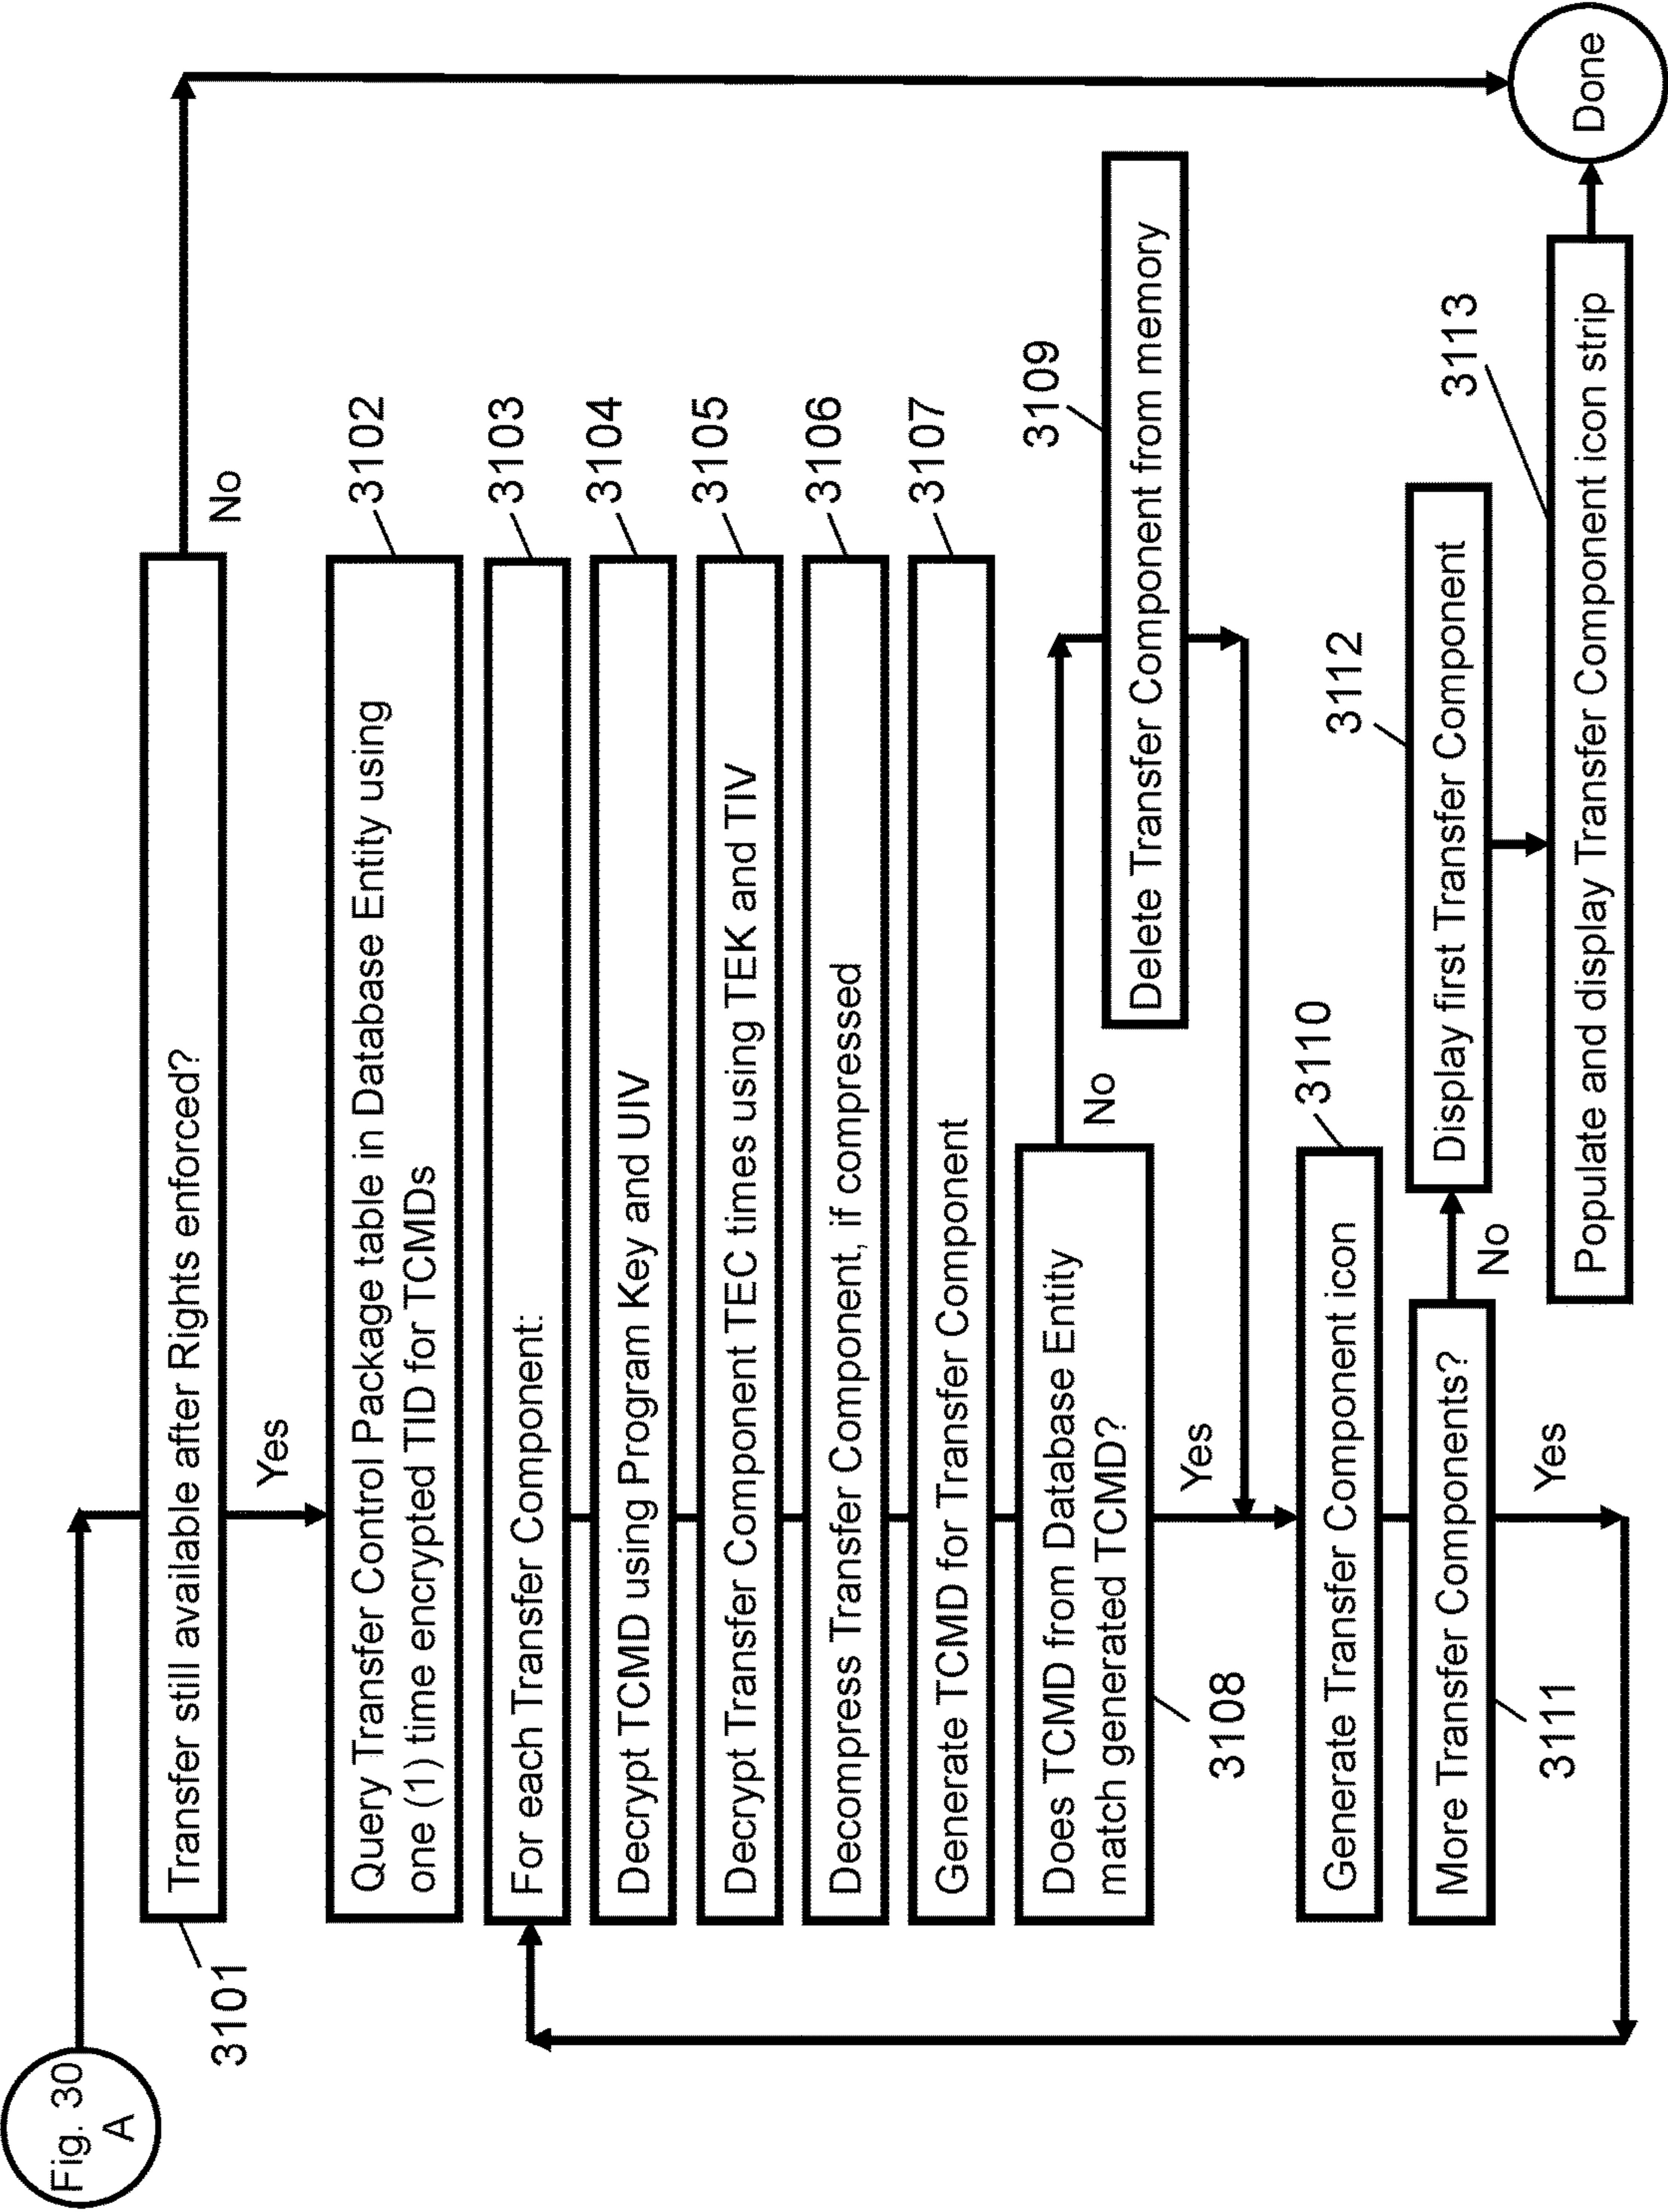 Fig. 30
A
3101
Transfer still available after Rights enforced?
No
Yes
Query Transfer Control Package table in Database Entity using
one (1) time encrypted TID for TCMDs
3102
For each Transfer Component:
3103
Decrypt TCMD using Program Key and UIV
3104
Decrypt Transfer Component TEC times using TEK and TIV
3105
Decompress Transfer Component, if compressed
3106
Generate TCMD for Transfer Component
3107
Does TCMD from Database Entity
match generated TCMD?
3108
No
3109
Delete Transfer Component from memory
Yes
Generate Transfer Component icon
3110
More Transfer Components?
3111
No
Display first Transfer Component
3112
Yes
Populate and display Transfer Component icon strip
3113
Done